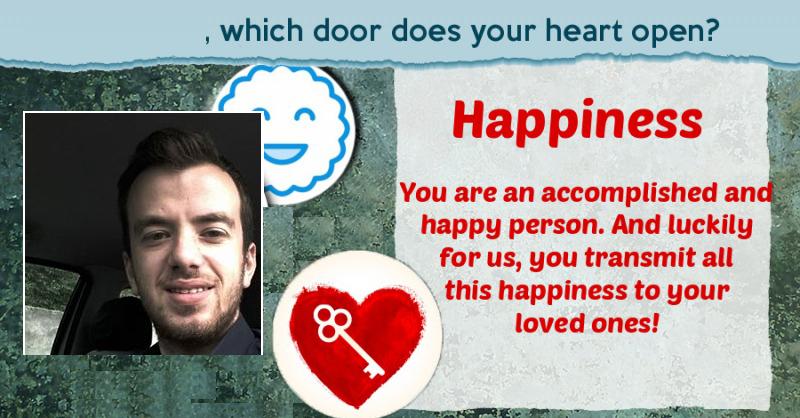 , which door does your heart open?
Happiness
You are an accomplished and
happy person. And luckily
for us, you transmit all
this happiness to your
loved ones!